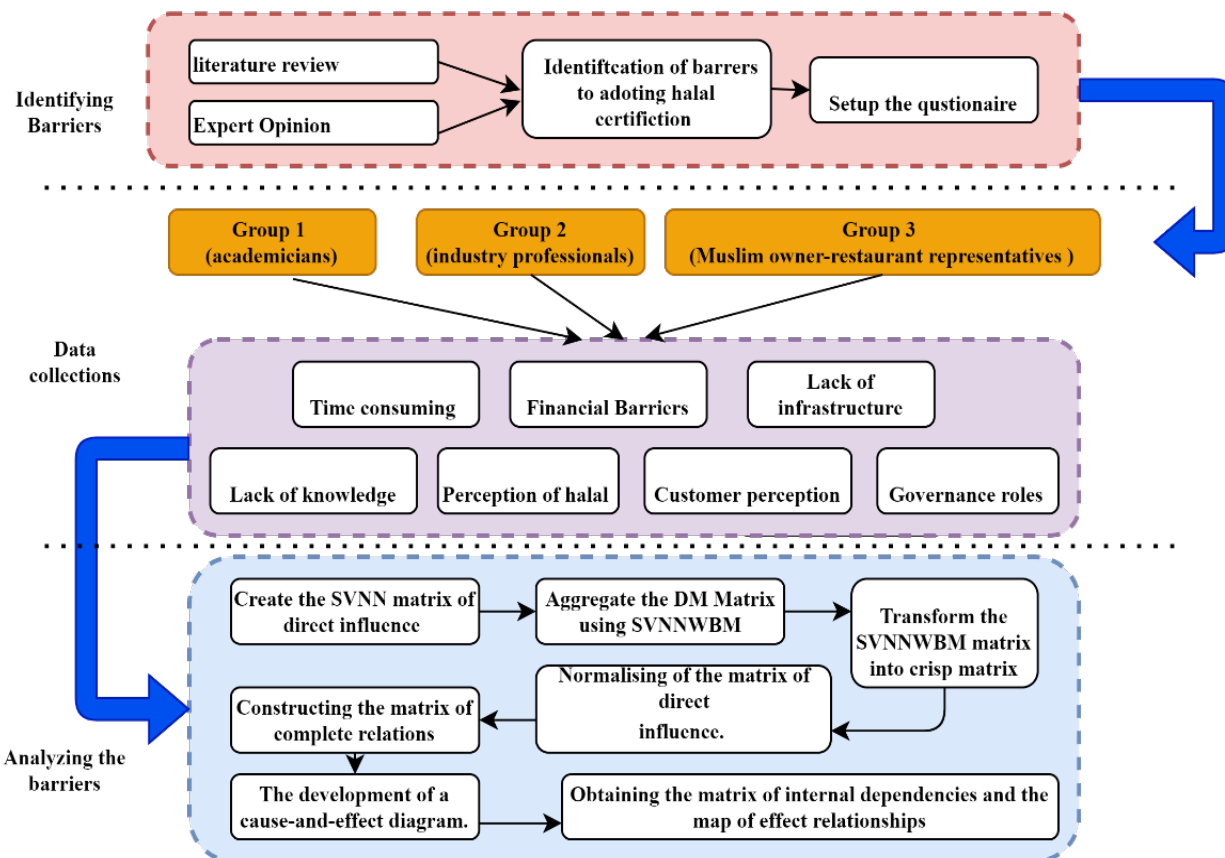 Identifying
Barriers
literature review
Expert Opinion
Identiftcation of barrers
to adoting halal
certifiction
Setup the qustionaire
Group 1
(academicians)
Group 2
(industry professionals)
Group 3
(Muslim owner-restaurant representatives )
Data
collections
Time consuming
Financial Barriers
Lack of
infrastructure
Lack of knowledge
Perception of halal
Customer perception
Governance roles
Analyzing the
barriers
Create the SVNN matrix of
direct influence
Aggregate the DM Matrix
using SVNNWBM
Transform the
SVNNWBM matrix
into crisp matrix
Normalising of the matrix of
direct
influence.
Constructing the matrix of
complete relations
The development of a
cause-and-effect diagram.
Obtaining the matrix of internal dependencies and the
map of effect relationships